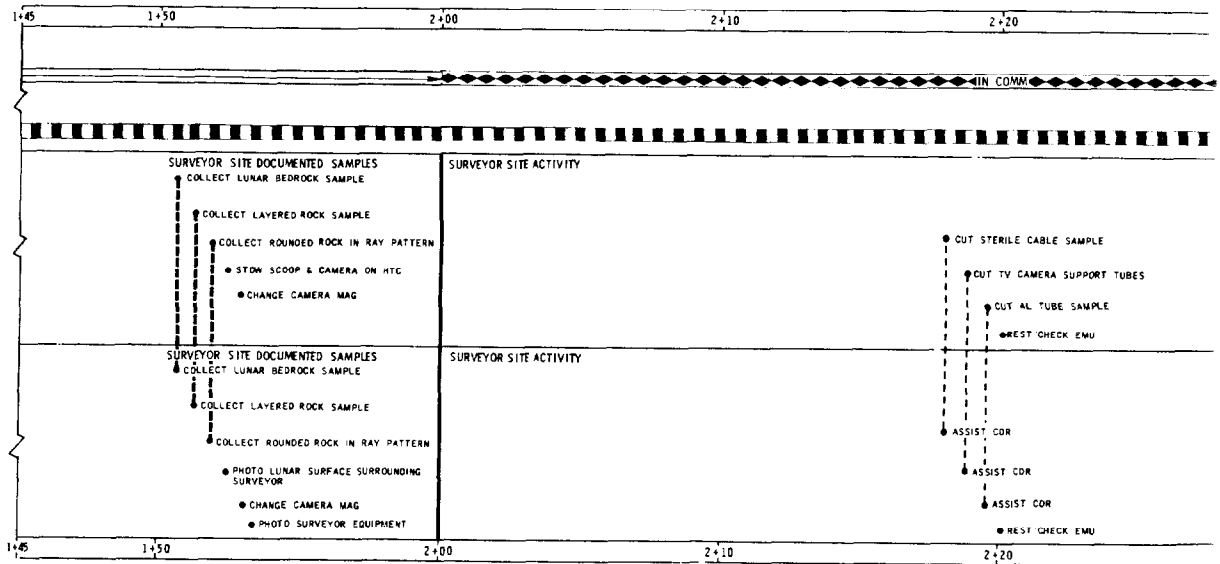 1+45 1+50 2+00 2+10 2+20
IN COMM
SURVEYOR SITE DOCUMENTED SAMPLES
COLLECT LUNAR BEDROCK SAMPLE
COLLECT LAYERED ROCK SAMPLE
COLLECT ROUNDED ROCK IN RAY PATTERN
STOW SCOOP & CAMERA ON HTC
CHANGE CAMERA MAG
SURVEYOR SITE ACTIVITY
CUT STERILE CABLE SAMPLE
CUT TV CAMERA SUPPORT TUBES
CUT AL TUBE SAMPLE
REST CHECK EMU
SURVEYOR SITE DOCUMENTED SAMPLES
COLLECT LUNAR BEDROCK SAMPLE
COLLECT LAYERED ROCK SAMPLE
COLLECT ROUNDED ROCK IN RAY PATTERN
PHOTO LUNAR SURFACE SURROUNDING
SURVEYOR
CHANGE CAMERA MAG
PHOTO SURVEYOR EQUIPMENT
SURVEYOR SITE ACTIVITY
ASSIST CDR
ASSIST CDR
ASSIST CDR
REST CHECK EMU
1+45 1+50 2+00 2+10 2+20